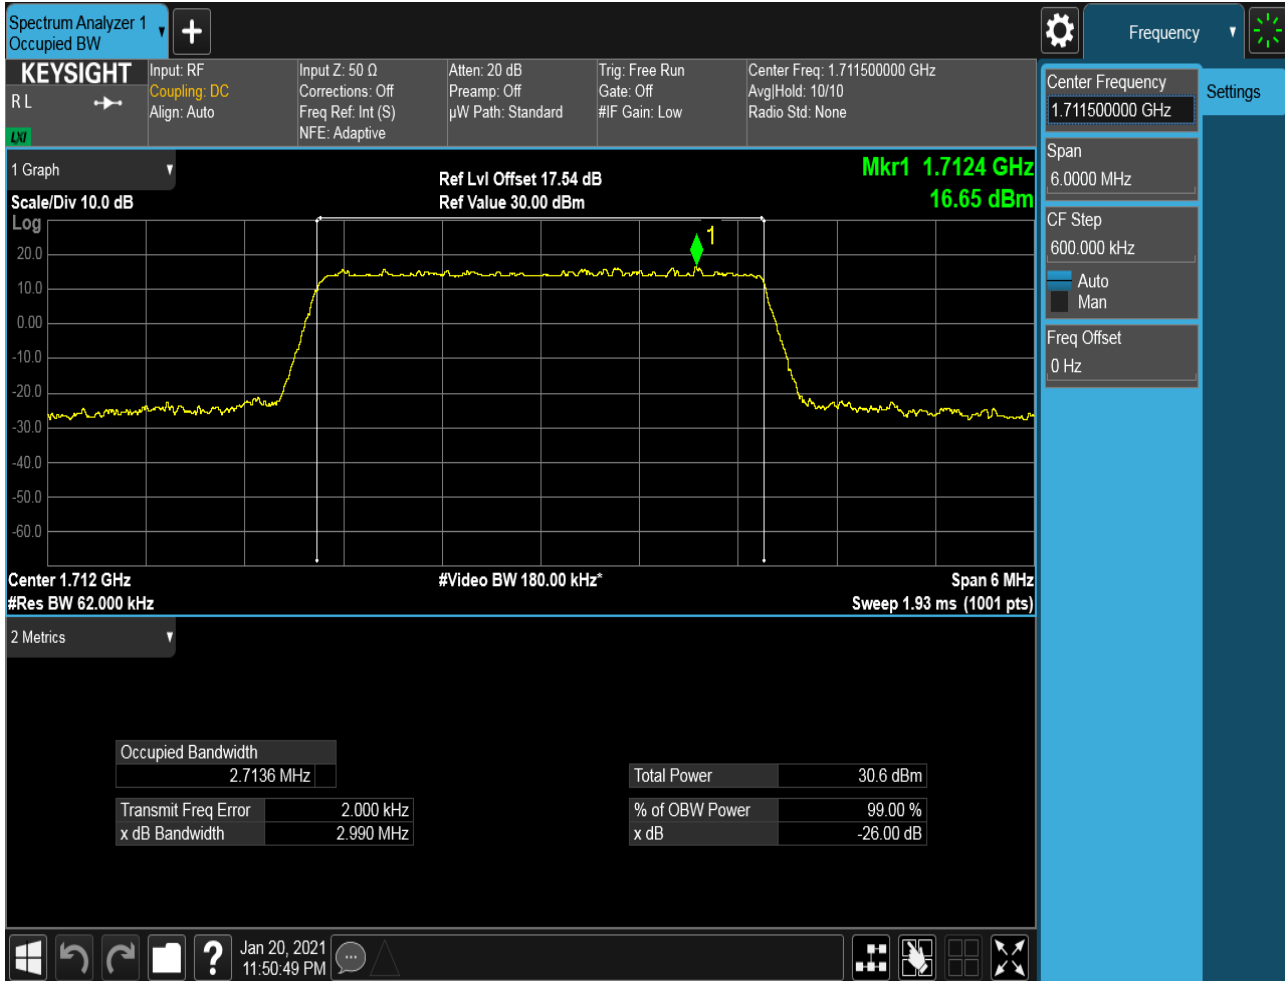 Spectrum Analyzer 1
Occupied BW
+
Frequency
KEYSIGHT
R L
LXI
Input: RF
Coupling: DC
Align: Auto
Input Z: 50 Ω
Corrections: Off
Freq Ref: Int (S)
NFE: Adaptive
Atten: 20 dB
Preamp: Off
µW Path: Standard
Trig: Free Run
Gate: Off
#IF Gain: Low
Center Freq: 1.711500000 GHz
Avg|Hold: 10/10
Radio Std: None
Center Frequency
1.711500000 GHz
Settings
Span
6.0000 MHz
CF Step
600.000 kHz
Auto
Man
Freq Offset
0 Hz
1 Graph
Scale/Div 10.0 dB
Ref Lvl Offset 17.54 dB
Ref Value 30.00 dBm
Mkr1 1.7124 GHz
16.65 dBm
Log
1
20.0
10.0
0.00
-10.0
-20.0
-30.0
-40.0
-50.0
-60.0
Center 1.712 GHz
#Video BW 180.00 kHz*
Span 6 MHz
#Res BW 62.000 kHz
Sweep 1.93 ms (1001 pts)
2 Metrics
Occupied Bandwidth
2.7136 MHz
Total Power 30.6 dBm
Transmit Freq Error 2.000 kHz
% of OBW Power 99.00 %
x dB Bandwidth 2.990 MHz
x dB -26.00 dB
?
Jan 20, 2021
11:50:49 PM